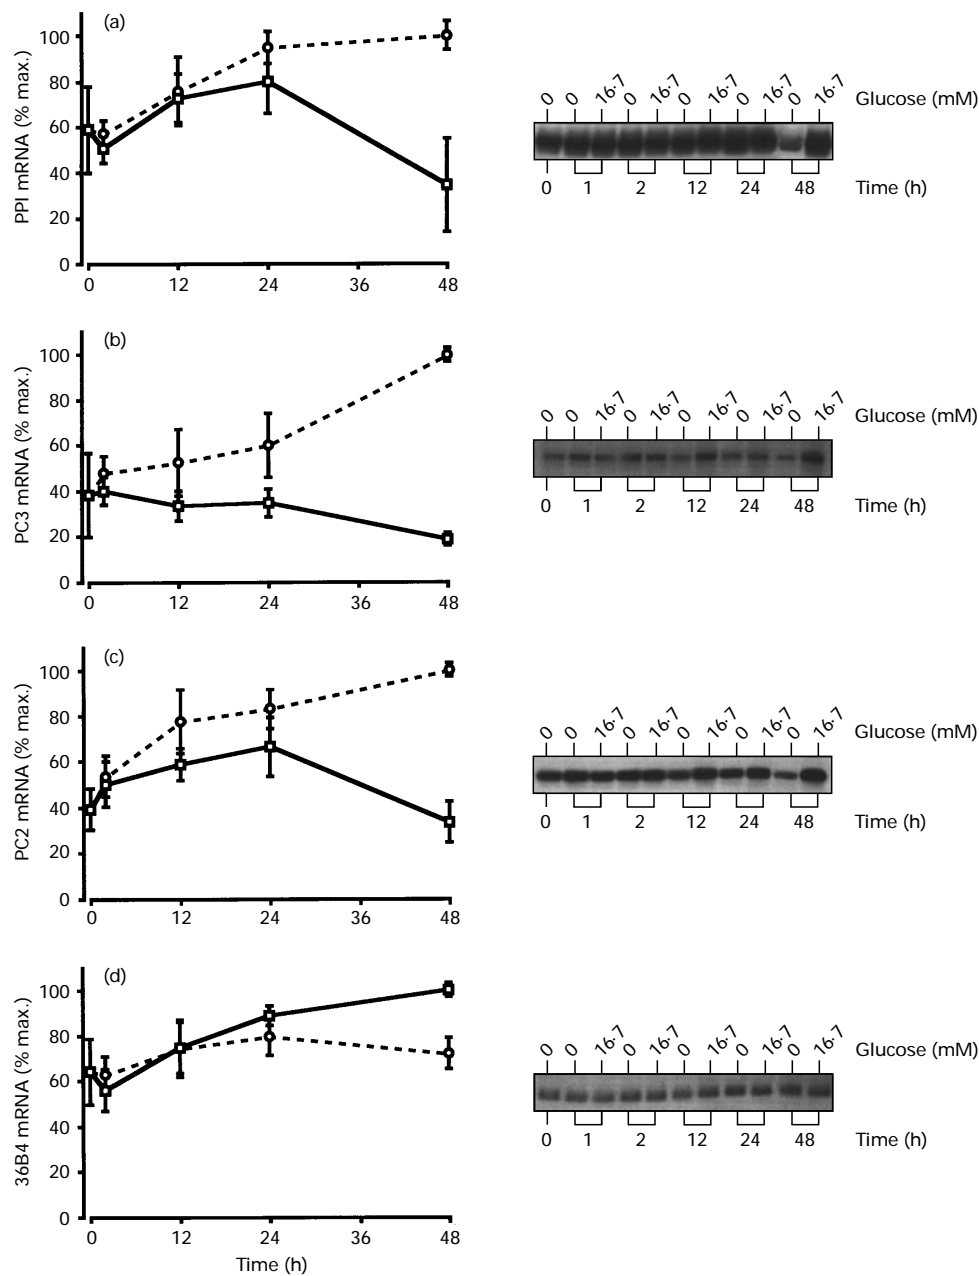 (a)
PPI mRNA (% max.)
100
80
60
40
20
0
0 12 24 36 48
0 0 16·7 0 16·7 0 16·7 0 16·7 0 16·7 Glucose (mM)
0 1 2 12 24 48 Time (h)
(b)
PC3 mRNA (% max.)
100
80
60
40
20
0
0 12 24 36 48
0 0 16·7 0 16·7 0 16·7 0 16·7 0 16·7 Glucose (mM)
0 1 2 12 24 48 Time (h)
(c)
PC2 mRNA (% max.)
100
80
60
40
20
0
0 12 24 36 48
0 0 16·7 0 16·7 0 16·7 0 16·7 0 16·7 Glucose (mM)
0 1 2 12 24 48 Time (h)
(d)
36B4 mRNA (% max.)
100
80
60
40
20
0
0 12 24 36 48
Time (h)
0 0 16·7 0 16·7 0 16·7 0 16·7 0 16·7 Glucose (mM)
0 1 2 12 24 48 Time (h)